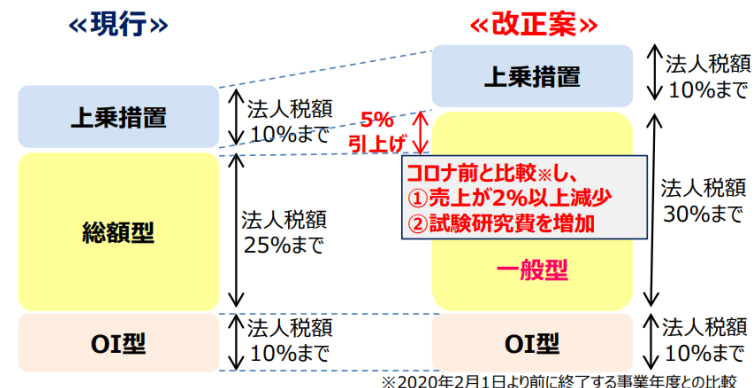 ≪現行≫
上乗措置
法人税額
10%まで
総額型
法人税額
25%まで
OI型
法人税額
10%まで
≪改正案≫
上乗措置
法人税額
10%まで
5%
引上げ
コロナ前と比較※し、
①売上が2%以上減少
②試験研究費を増加
一般型
法人税額
30%まで
OI型
法人税額
10%まで
※2020年2月1日より前に終了する事業年度との比較